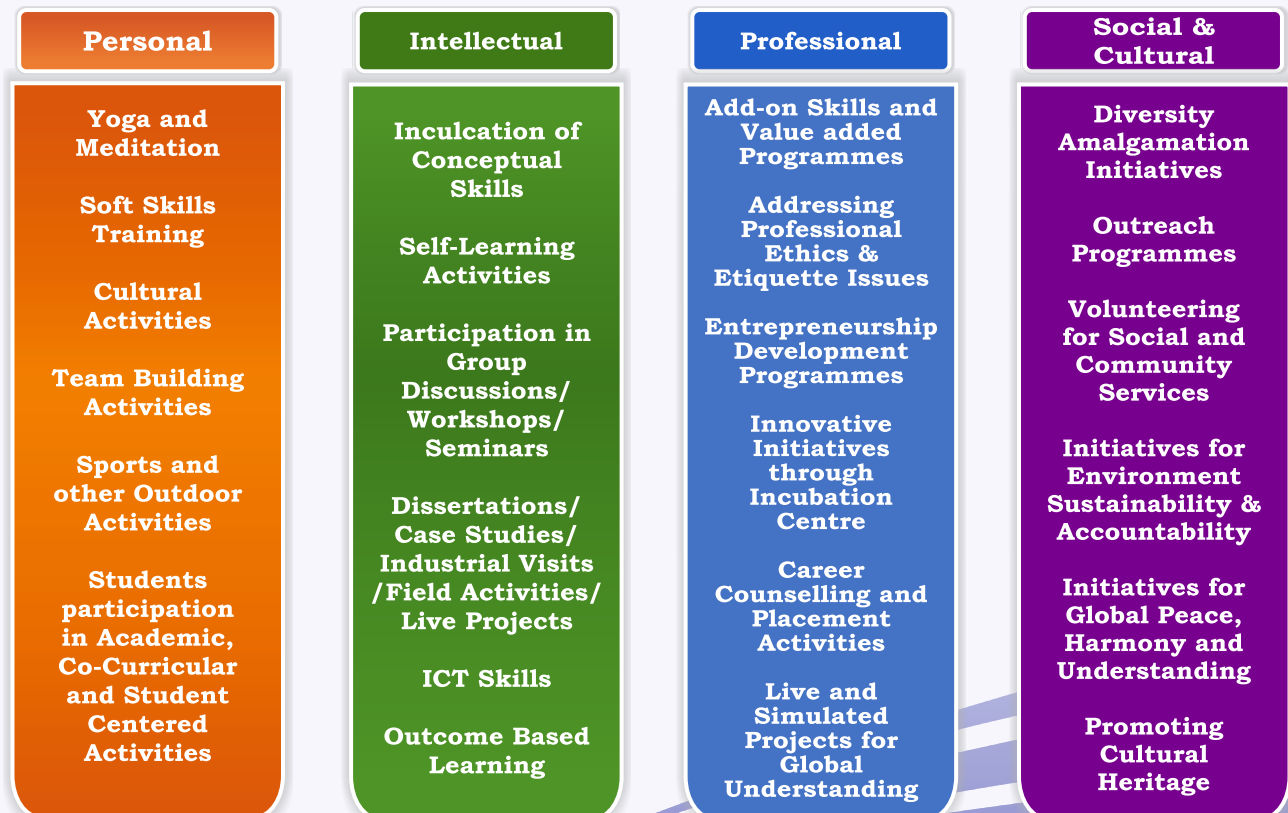 Personal
Yoga and
Meditation
Soft Skills
Training
Cultural
Activities
Team Building
Activities
Sports and
other Outdoor
Activities
Students
participation
in Academic,
Co-Curricular
and Student
Centered
Activities
Intellectual
Inculcation of
Conceptual
Skills
Self-Learning
Activities
Participation in
Group
Discussions/
Workshops/
Seminars
Dissertations/
Case Studies/
Industrial Visits
/Field Activities/
Live Projects
ICT Skills
Outcome Based
Learning
Professional
Add-on Skills and
Value added
Programmes
Addressing
Professional
Ethics &
Etiquette Issues
Entrepreneurship
Development
Programmes
Innovative
Initiatives
through
Incubation
Centre
Career
Counselling and
Placement
Activities
Live and
Simulated
Projects for
Global
Understanding
Social &
Cultural
Diversity
Amalgamation
Initiatives
Outreach
Programmes
Volunteering
for Social and
Community
Services
Initiatives for
Environment
Sustainability &
Accountability
Initiatives for
Global Peace,
Harmony and
Understanding
Promoting
Cultural
Heritage